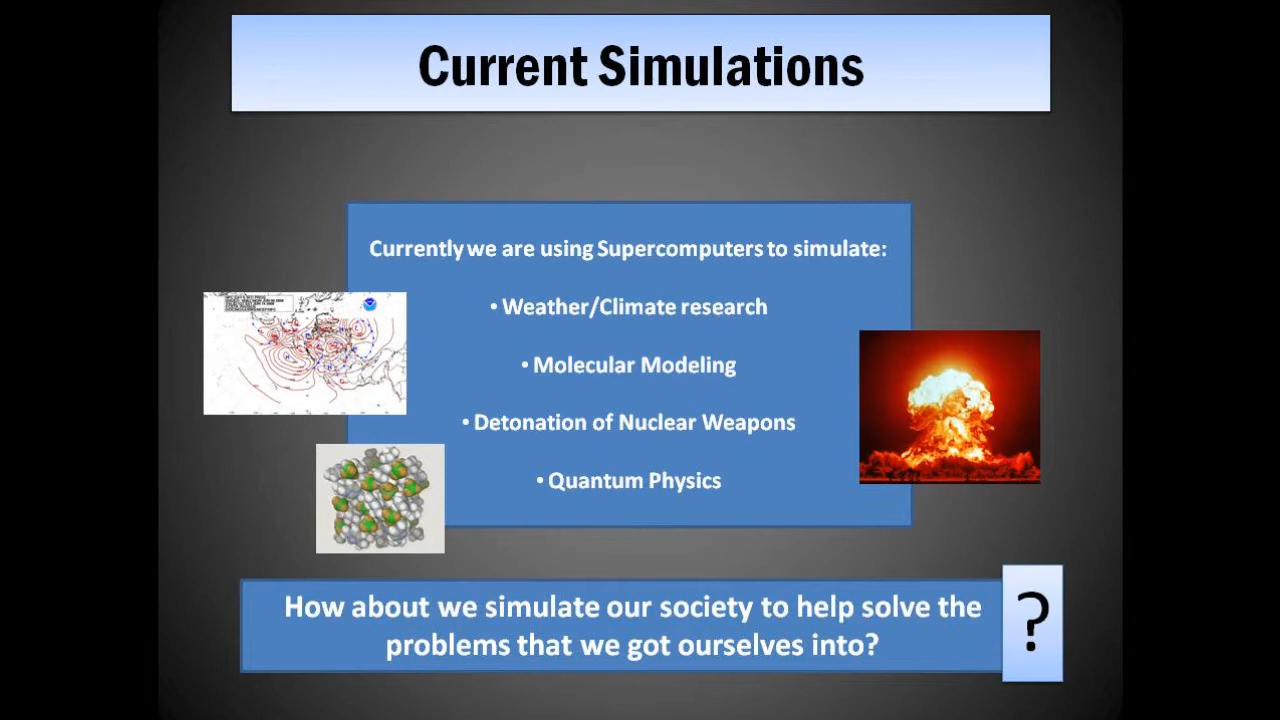 Current Simulations
Currently we are using Supercomputers to simulate:
• Weather/Climate research
• Molecular Modeling
• Detonation of Nuclear Weapons
• Quantum Physics
How about we simulate our society to help solve the
problems that we got ourselves into?
?